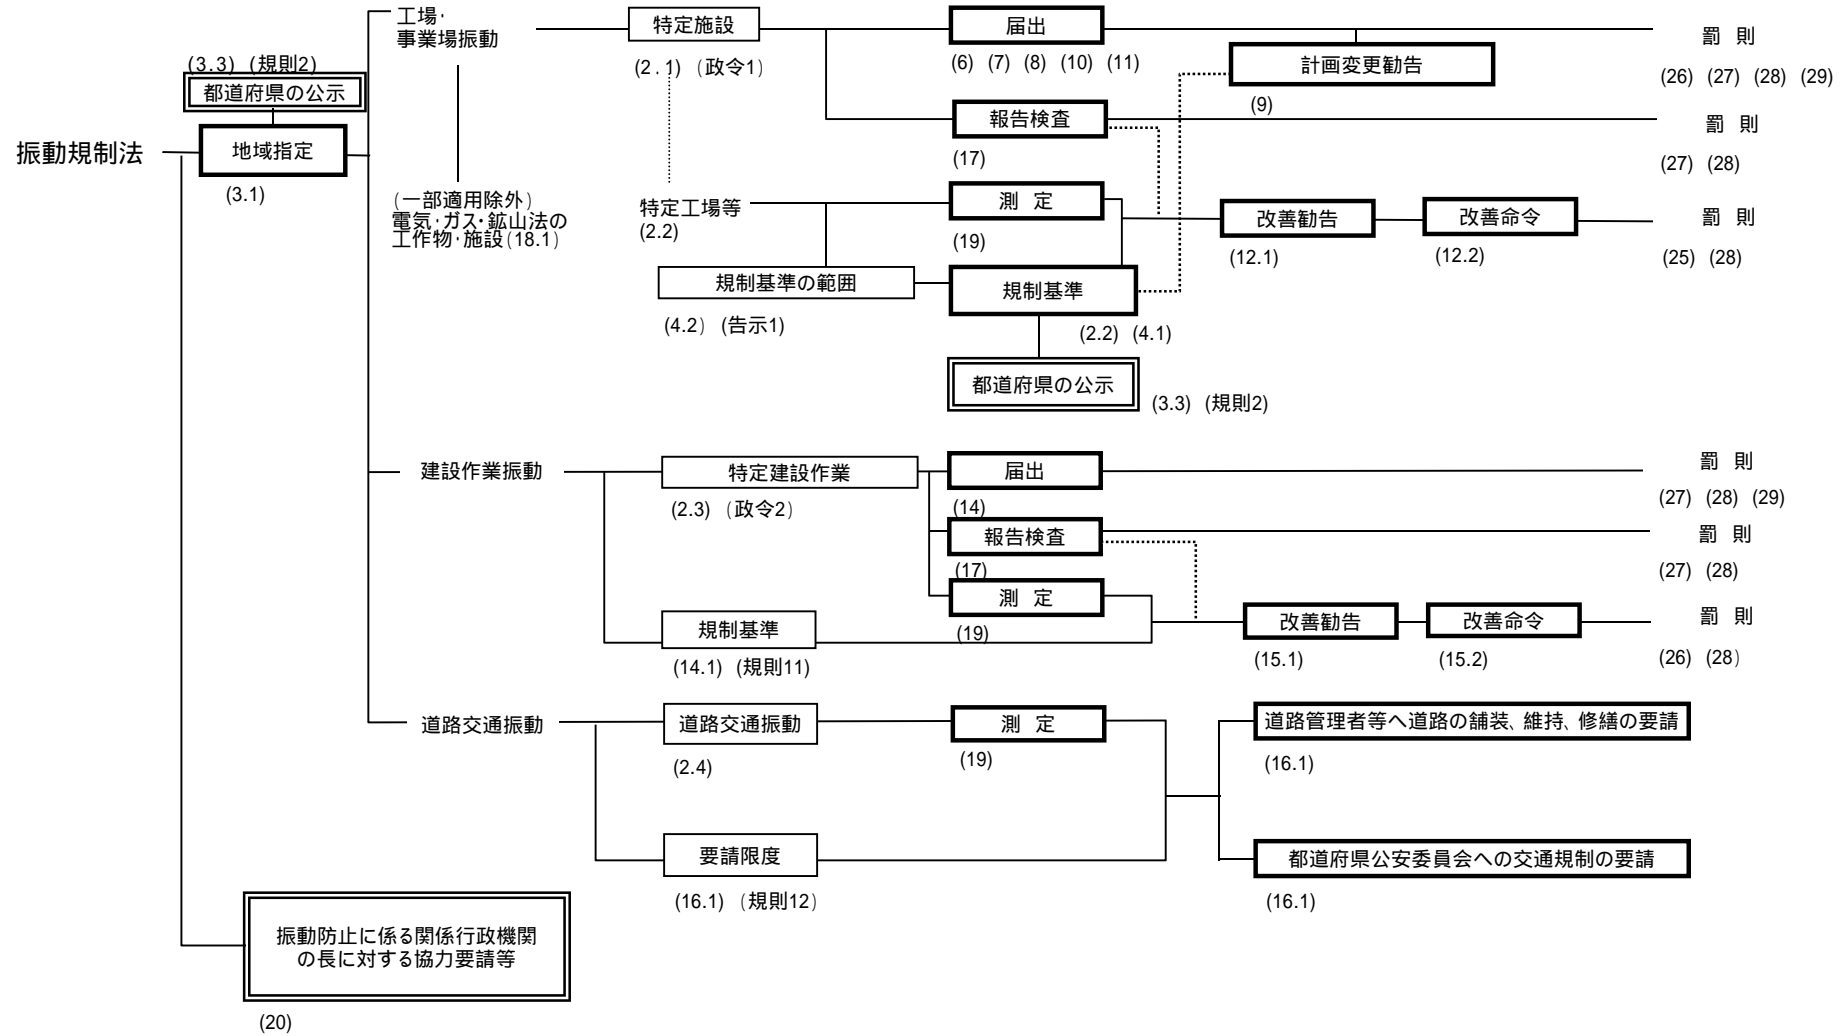 振動規制法
(3.3) (規則2)
都道府県の公示
地域指定
(3.1)
工場・
事業場振動
(一部適用除外)
電気・ガス・鉱山法の
工作物・施設(18.1)
特定施設
(2.1) (政令1)
届出
(6) (7) (8) (10) (11)
計画変更勧告
(9)
罰 則
(26) (27) (28) (29)
報告検査
(17)
罰 則
(27) (28)
特定工場等
(2.2)
測 定
(19)
改善勧告
(12.1)
改善命令
(12.2)
罰 則
(25) (28)
規制基準の範囲
(4.2) (告示1)
規制基準
(2.2) (4.1)
都道府県の公示
(3.3) (規則2)
建設作業振動
特定建設作業
(2.3) (政令2)
届出
(14)
罰 則
(27) (28) (29)
報告検査
(17)
罰 則
(27) (28)
測 定
(19)
規制基準
(14.1) (規則11)
改善勧告
(15.1)
改善命令
(15.2)
罰 則
(26) (28)
道路交通振動
道路交通振動
(2.4)
測 定
(19)
道路管理者等へ道路の舗装、維持、修繕の要請
(16.1)
要請限度
(16.1) (規則12)
都道府県公安委員会への交通規制の要請
(16.1)
振動防止に係る関係行政機関
の長に対する協力要請等
(20)